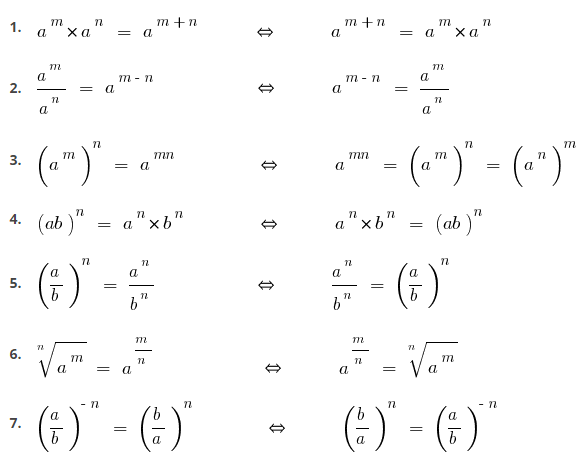 1. a^m × a^n = a^(m+n) ⇔ a^(m+n) = a^m × a^n
2. a^m / a^n = a^(m-n) ⇔ a^(m-n) = a^m / a^n
3. (a^m)^n = a^(mn) ⇔ a^(mn) = (a^m)^n = (a^n)^m
4. (ab)^n = a^n × b^n ⇔ a^n × b^n = (ab)^n
5. (a/b)^n = a^n / b^n ⇔ a^n / b^n = (a/b)^n
6. ⁿ√(a^m) = a^(m/n) ⇔ a^(m/n) = ⁿ√(a^m)
7. (a/b)^(-n) = (b/a)^n ⇔ (b/a)^n = (a/b)^(-n)